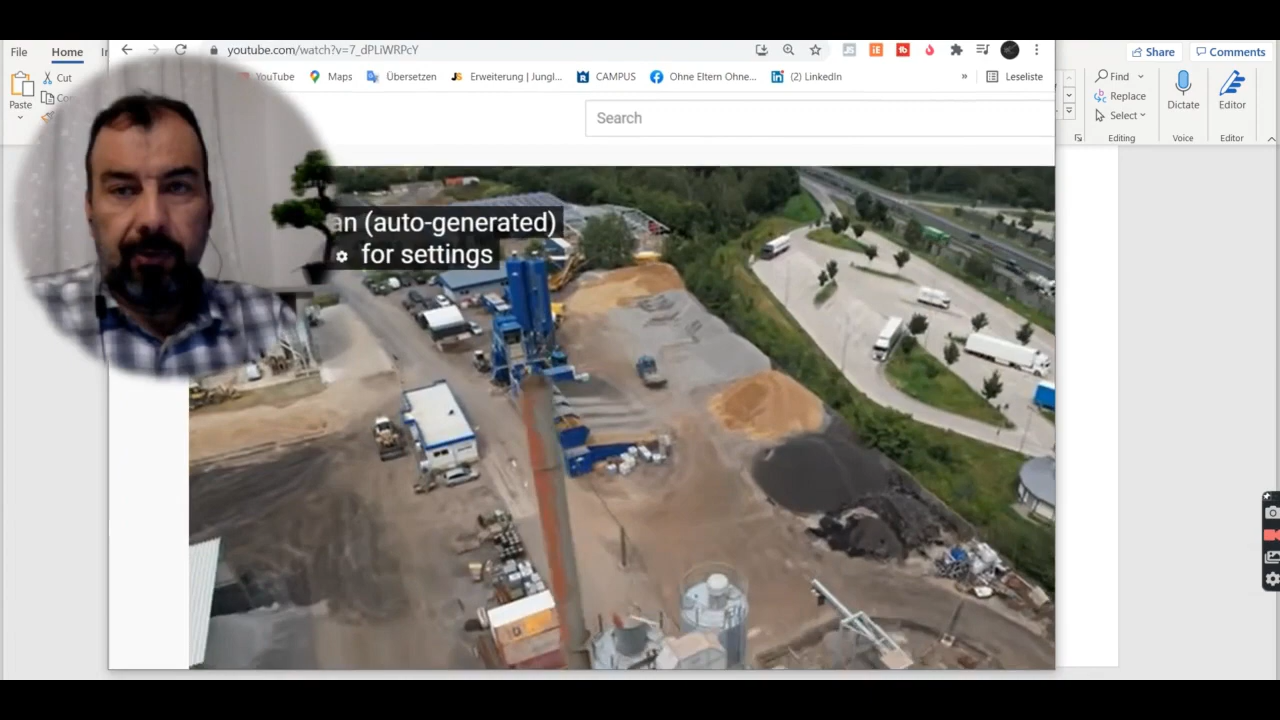 File
Home
youtube.com/watch?v=7_dPLiWRPcY
Share
Comments
Paste
Cut
YouTube
Maps
Übersetzen
JS Erweiterung | Jungl...
CAMPUS
Ohne Eltern Ohne...
(2) LinkedIn
»
Leseliste
Find
Replace
Select
Dictate
Editor
Editing
Voice
Editor
Search
an (auto-generated)
for settings